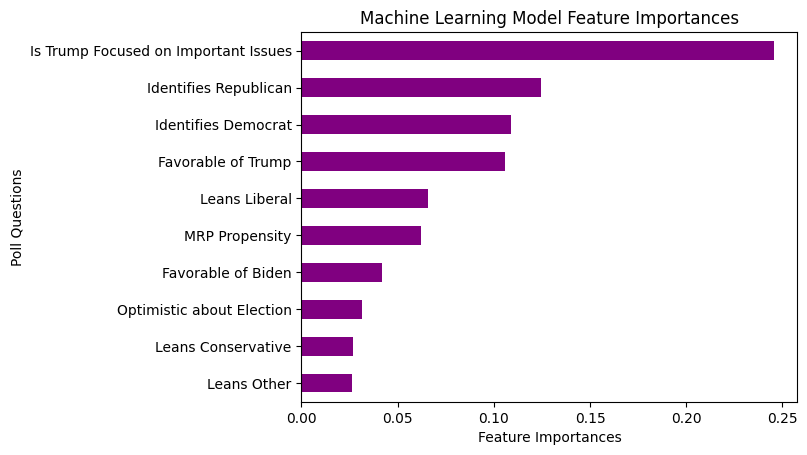 Machine Learning Model Feature Importances
Poll Questions
Is Trump Focused on Important Issues
Identifies Republican
Identifies Democrat
Favorable of Trump
Leans Liberal
MRP Propensity
Favorable of Biden
Optimistic about Election
Leans Conservative
Leans Other
0.00 0.05 0.10 0.15 0.20 0.25
Feature Importances